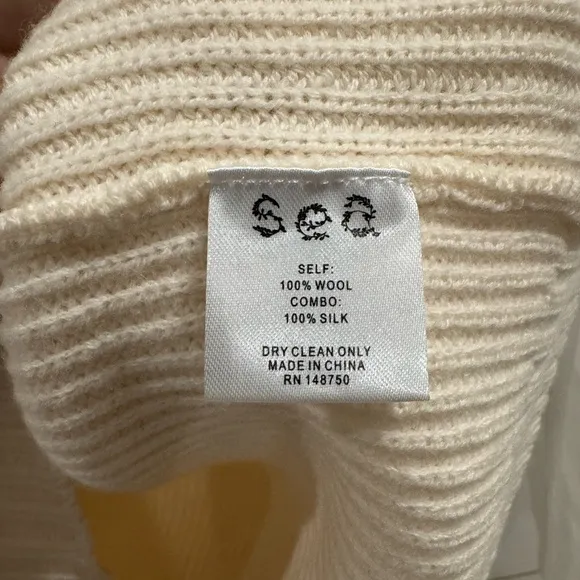 Sea
SELF:
100% WOOL
COMBO:
100% SILK
DRY CLEAN ONLY
MADE IN CHINA
RN 148750